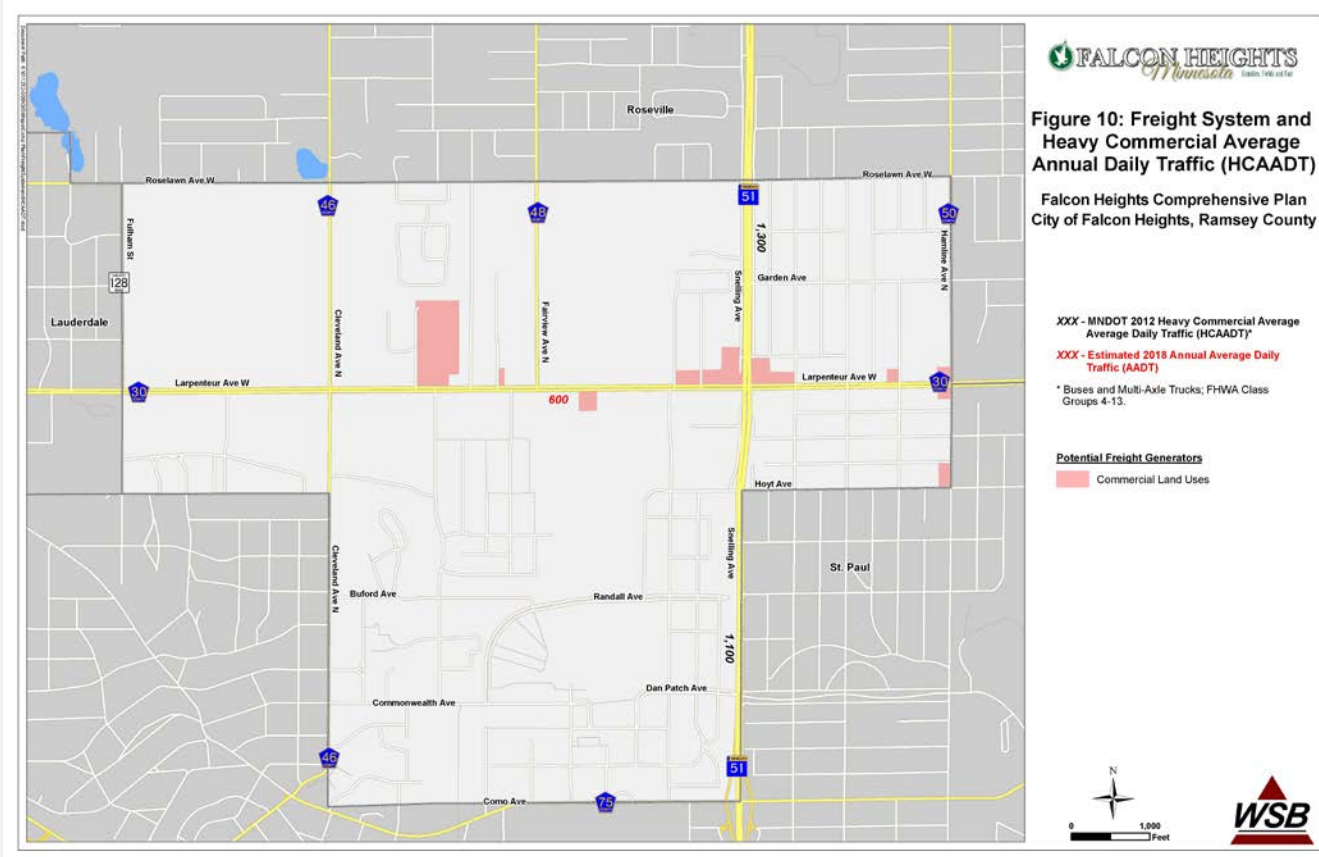 FALCON HEIGHTS
Minnesota
Figure 10: Freight System and
Heavy Commercial Average
Annual Daily Traffic (HCAADT)
Falcon Heights Comprehensive Plan
City of Falcon Heights, Ramsey County
XXX - MNDOT 2012 Heavy Commercial Average
Average Daily Traffic (HCAADT)*
XXX - Estimated 2018 Annual Average Daily
Traffic (AADT)
* Buses and Multi-Axle Trucks; FHWA Class
Groups 4-13.
Potential Freight Generators
Commercial Land Uses
N
0 1,000
Feet
WSB
Roseville
Roselawn Ave W
Roselawn Ave W
46
48
51
50
1,300
Fulham St
128
Hamline Ave N
Snelling Ave
Garden Ave
Lauderdale
Cleveland Ave N
Fairview Ave N
30
Larpenteur Ave W
Larpenteur Ave W
30
600
Hoyt Ave
Cleveland Ave N
Snelling Ave
St. Paul
Buford Ave
Randall Ave
1,100
Dan Patch Ave
Commonwealth Ave
46
51
Como Ave
75